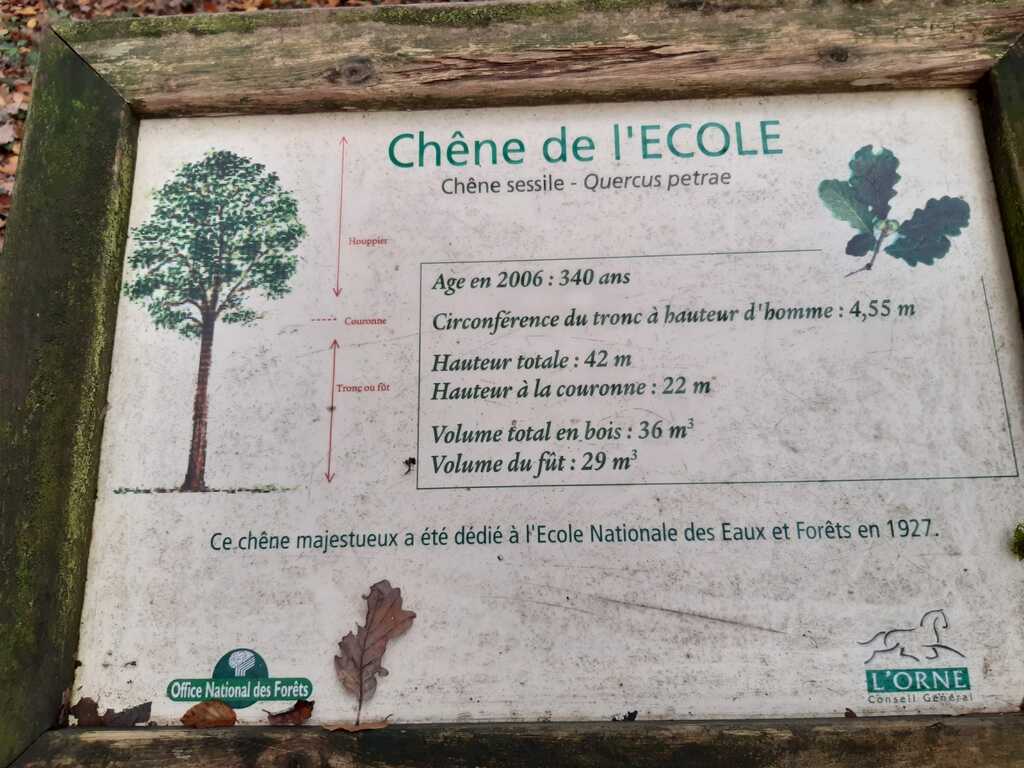 Chêne de l'ECOLE
Chêne sessile - Quercus petrae
Houppier
Couronne
Tronç ou fût
Age en 2006 : 340 ans
Circonférence du tronc à hauteur d'homme : 4,55 m
Hauteur totale : 42 m
Hauteur à la couronne : 22 m
Volume total en bois : 36 m³
Volume du fût : 29 m³
Ce chêne majestueux a été dédié à l'Ecole Nationale des Eaux et Forêts en 1927.
Office National des Forêts
L'ORNE
Conseil Général